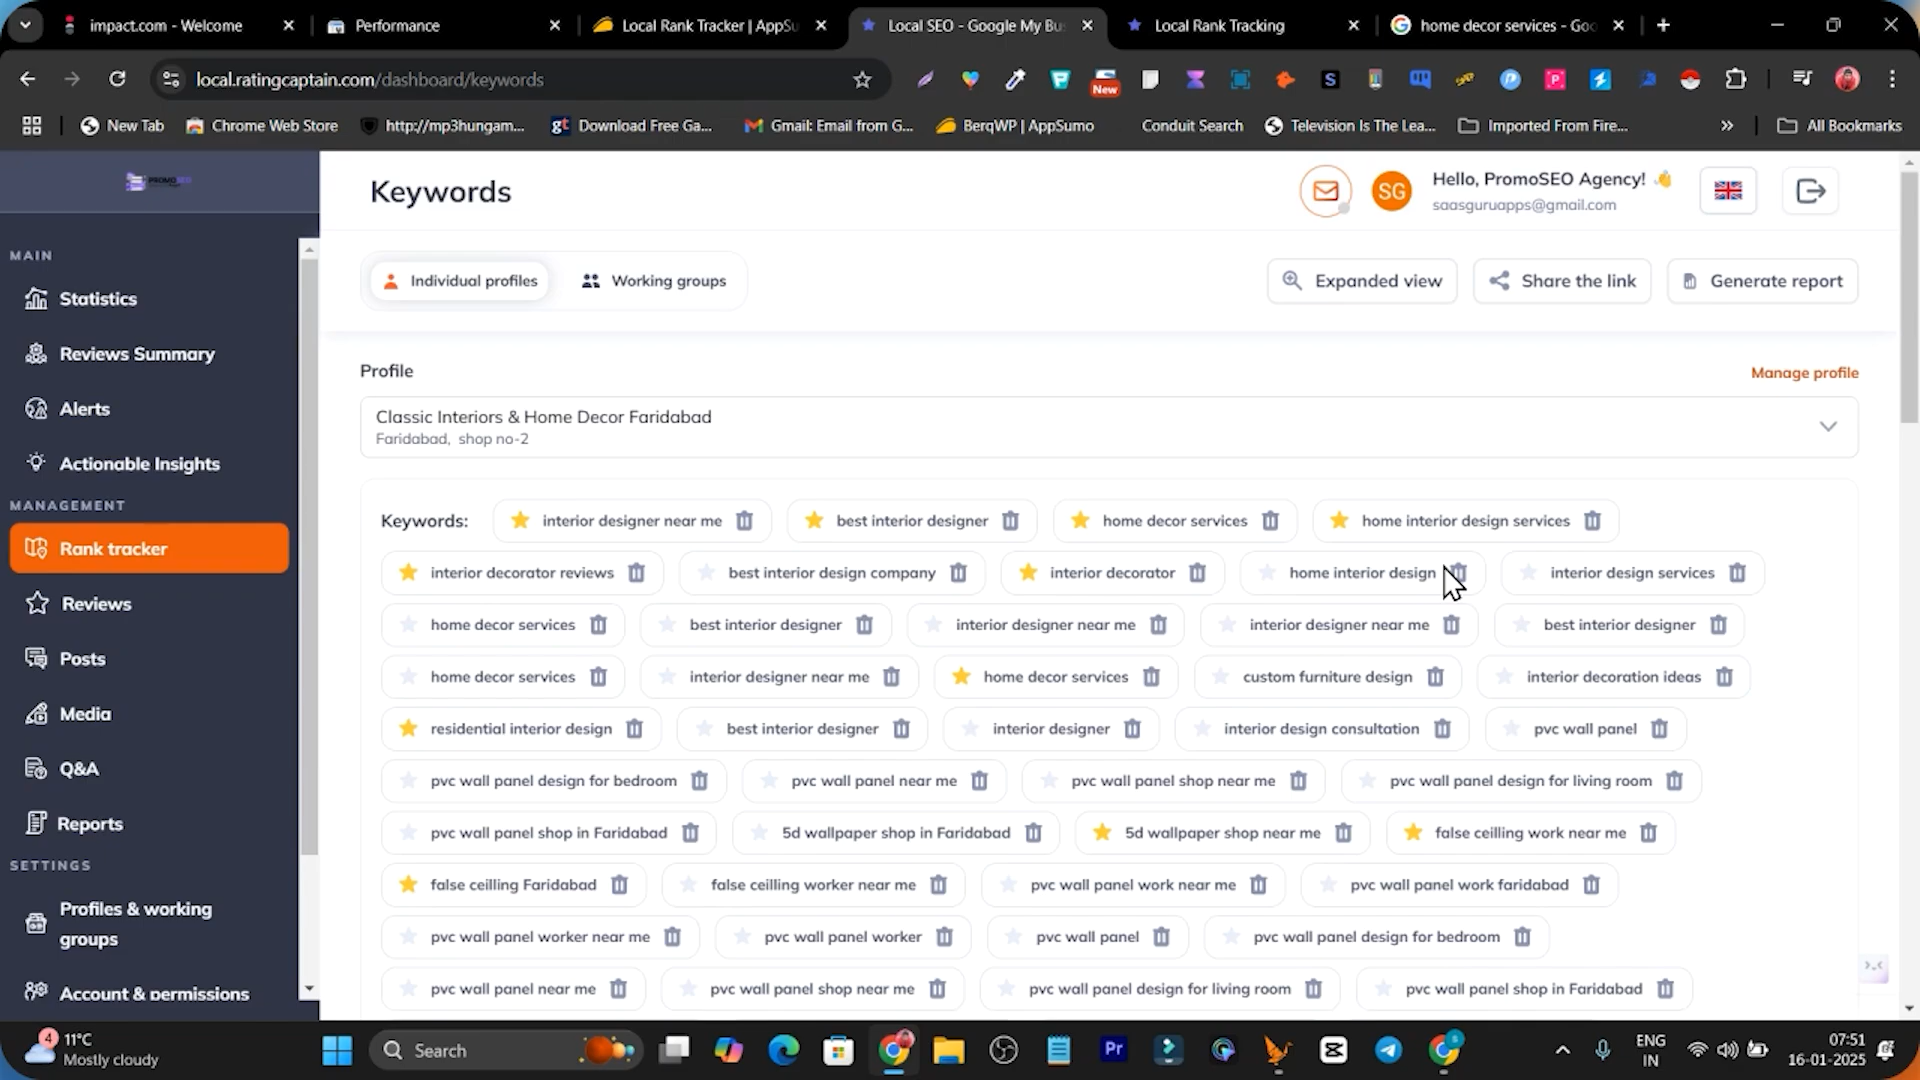 impact.com - Welcome
Performance
Local Rank Tracker | AppSu
Local SEO - Google My Bu
Local Rank Tracking
home decor services - Goo
local.ratingcaptain.com/dashboard/keywords
New
New Tab
Chrome Web Store
http://mp3hungam...
Download Free Ga...
Gmail: Email from G...
BerqWP | AppSumo
Conduit Search
Television Is The Lea...
Imported From Fire...
All Bookmarks
PROMOSEO
Keywords
SG
Hello, PromoSEO Agency!
saasguruapps@gmail.com
Individual profiles
Working groups
Expanded view
Share the link
Generate report
MAIN
Statistics
Reviews Summary
Alerts
Actionable Insights
MANAGEMENT
Rank tracker
Reviews
Posts
Media
Q&A
Reports
SETTINGS
Profiles & working
groups
Account & permissions
Profile
Manage profile
Classic Interiors & Home Decor Faridabad
Faridabad, shop no-2
Keywords: interior designer near me best interior designer home decor services home interior design services
interior decorator reviews best interior design company interior decorator home interior design interior design services
home decor services best interior designer interior designer near me interior designer near me best interior designer
home decor services interior designer near me home decor services custom furniture design interior decoration ideas
residential interior design best interior designer interior designer interior design consultation pvc wall panel
pvc wall panel design for bedroom pvc wall panel near me pvc wall panel shop near me pvc wall panel design for living room
pvc wall panel shop in Faridabad 5d wallpaper shop in Faridabad 5d wallpaper shop near me false ceilling work near me
false ceilling Faridabad false ceilling worker near me pvc wall panel work near me pvc wall panel work faridabad
pvc wall panel worker near me pvc wall panel worker pvc wall panel pvc wall panel design for bedroom
pvc wall panel near me pvc wall panel shop near me pvc wall panel design for living room pvc wall panel shop in Faridabad
4
11°C
Mostly cloudy
Search
Pr
ENG
IN
07:51
16-01-2025